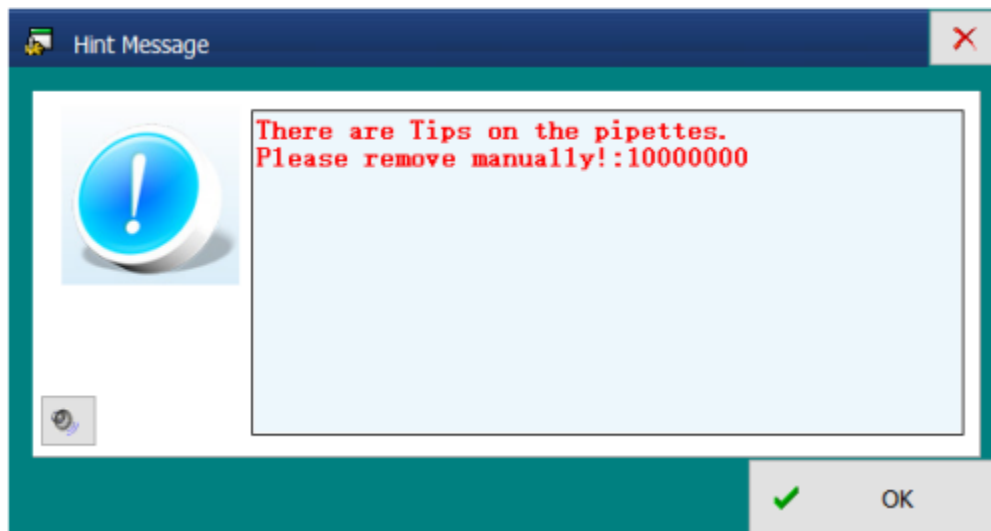 Hint Message
There are Tips on the pipettes.
Please remove manually!:10000000
OK